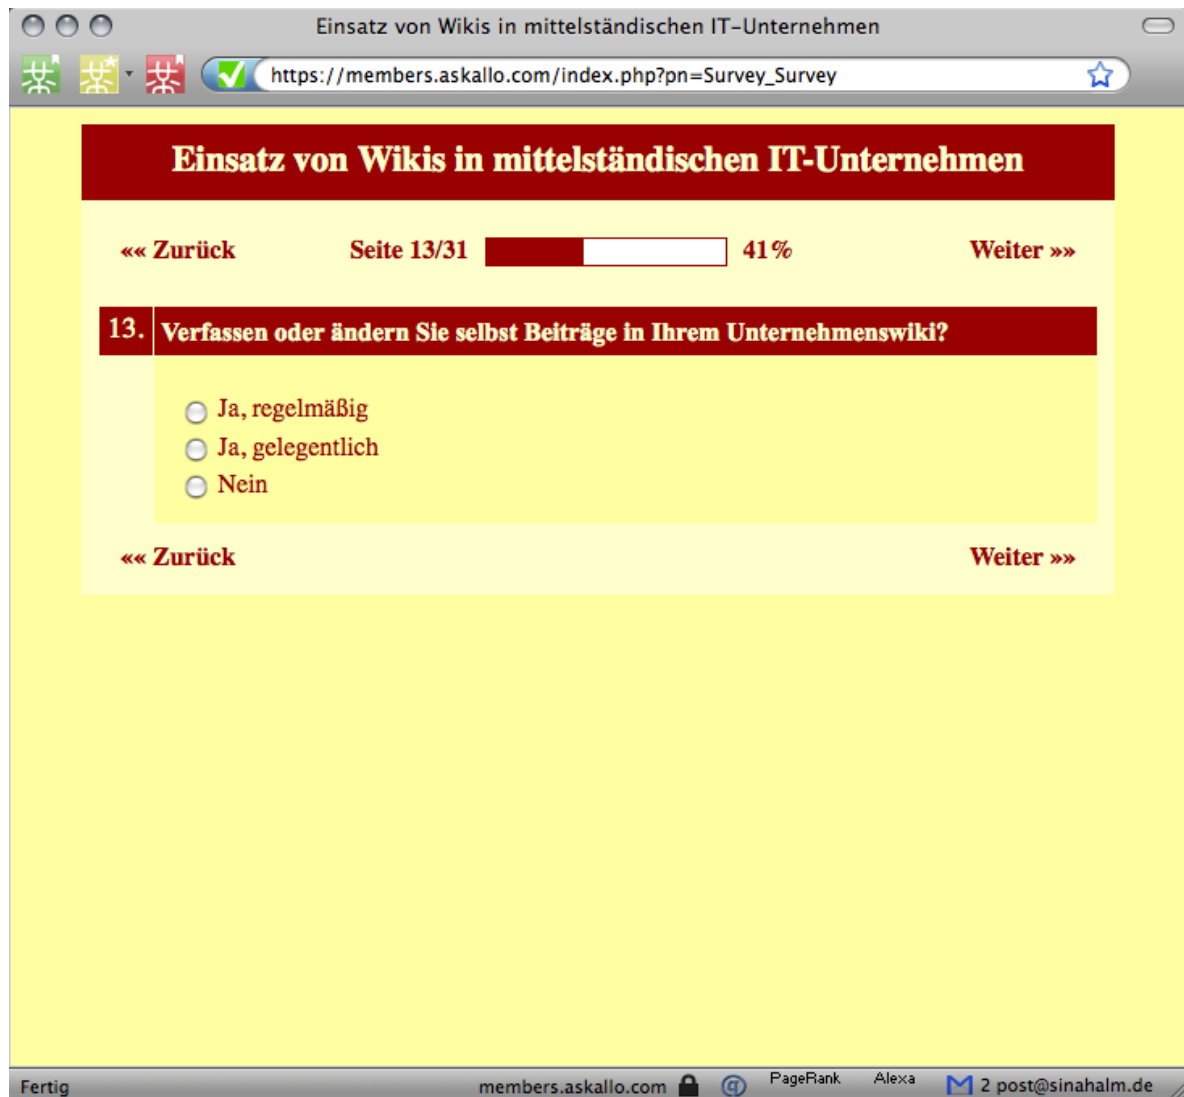 Einsatz von Wikis in mittelständischen IT-Unternehmen
https://members.askallo.com/index.php?pn=Survey_Survey
Einsatz von Wikis in mittelständischen IT-Unternehmen
«« Zurück Seite 13/31 41% Weiter »»
13. Verfassen oder ändern Sie selbst Beiträge in Ihrem Unternehmenswiki?
Ja, regelmäßig
Ja, gelegentlich
Nein
«« Zurück Weiter »»
Fertig members.askallo.com @ PageRank Alexa 2 post@sinahalm.de